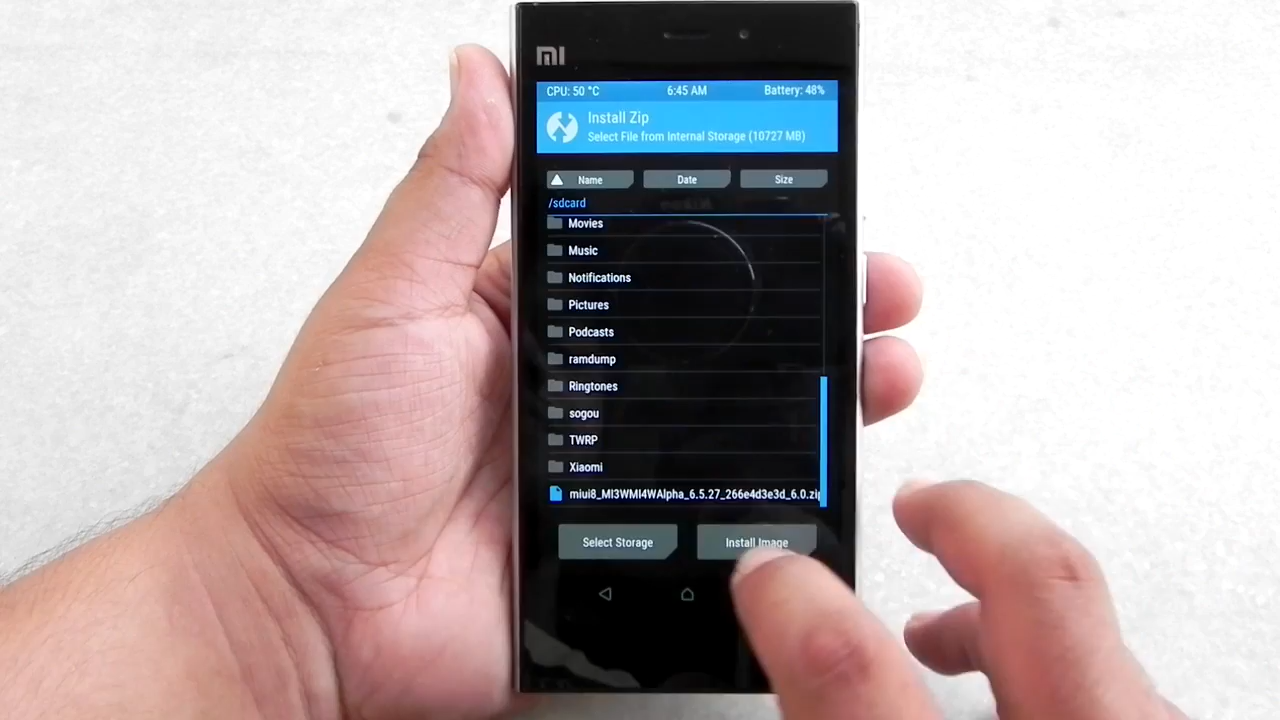 MI
CPU: 50 °C 6:45 AM Battery: 48%
Install Zip
Select File from Internal Storage (10727 MB)
Name Date Size
/sdcard
Movies
Music
Notifications
Pictures
Podcasts
ramdump
Ringtones
sogou
TWRP
Xiaomi
miui8_MI3WMI4WAlpha_6.5.27_266e4d3e3d_6.0.zip
Select Storage Install Image